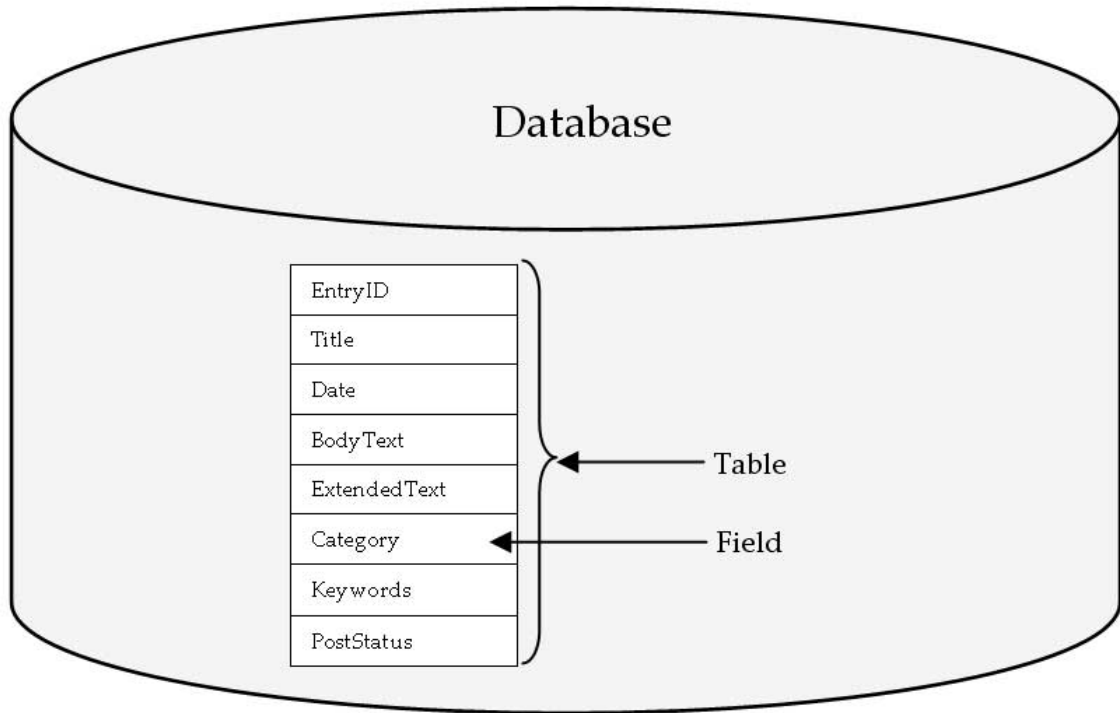 Database
EntryID
Title
Date
BodyText
ExtendedText
Category
Keywords
PostStatus
Table
Field